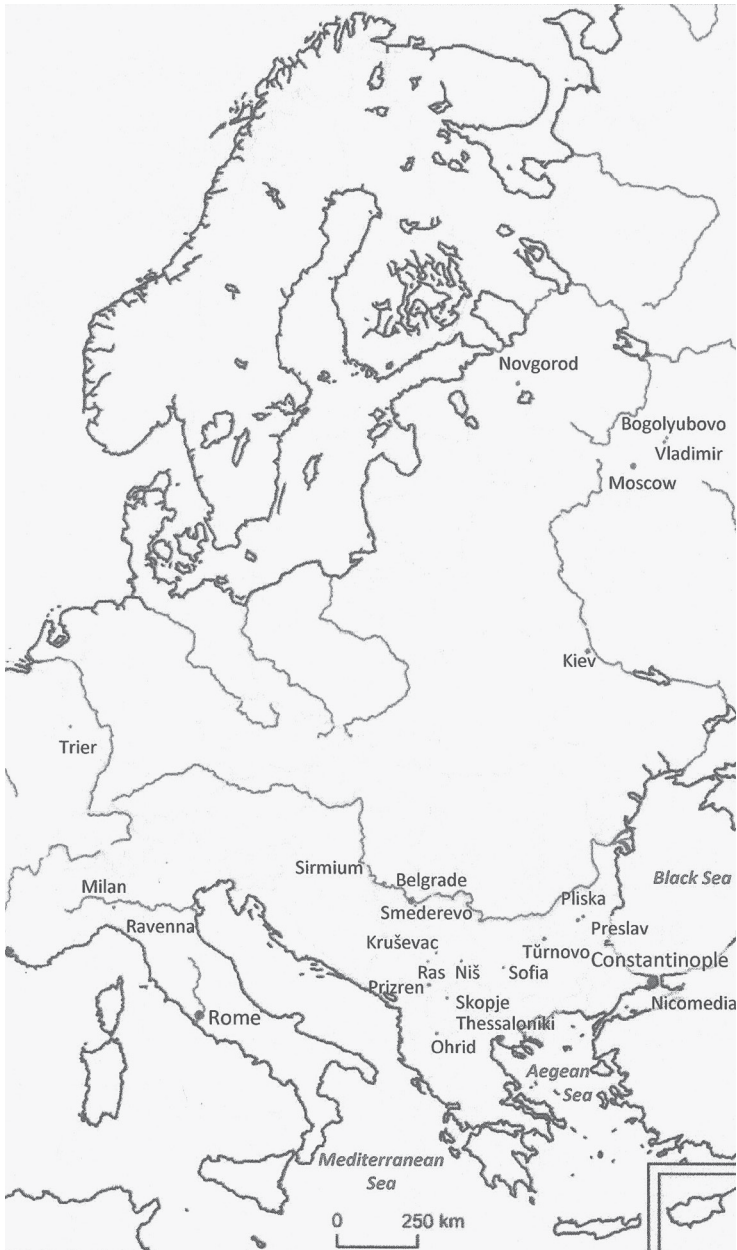 Novgorod
Bogolyubovo
Vladimir
Moscow
Kiev
Trier
Sirmium
Belgrade
Black Sea
Milan
Smederevo
Pliska
Ravenna
Preslav
Kruševac
Tŭrnovo
Constantinople
Ras
Niš
Sofia
Prizren
Skopje
Nicomedia
Rome
Thessaloniki
Ohrid
Aegean
Sea
Mediterranean
Sea
0
250 km